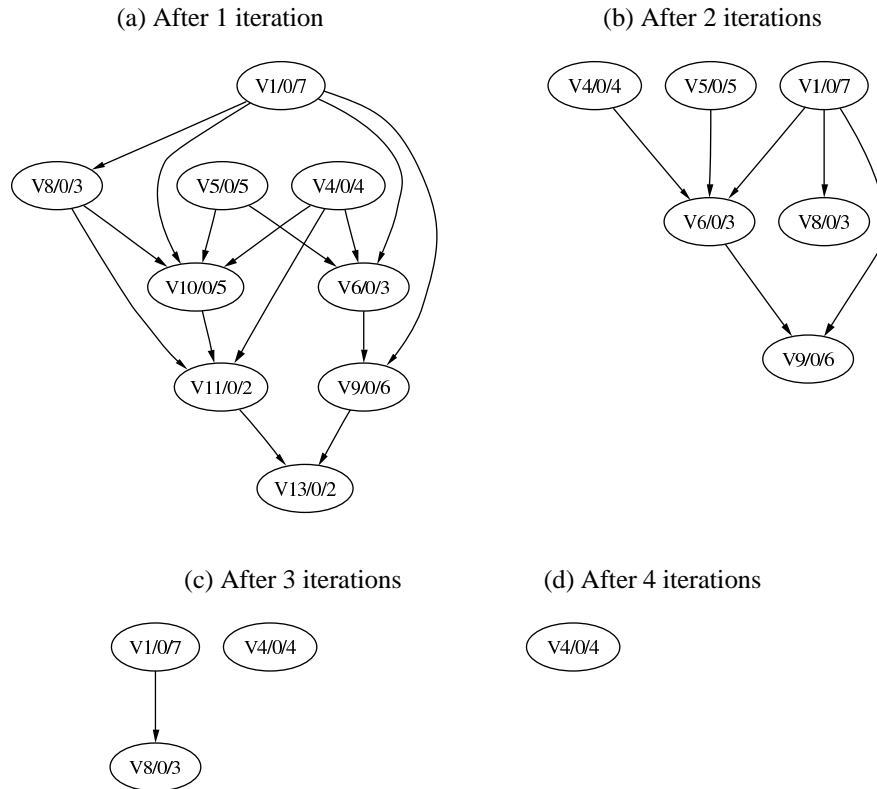 (a) After 1 iteration
V1/0/7
V8/0/3
V5/0/5
V4/0/4
V10/0/5
V6/0/3
V11/0/2
V9/0/6
V13/0/2
(b) After 2 iterations
V4/0/4
V5/0/5
V1/0/7
V6/0/3
V8/0/3
V9/0/6
(c) After 3 iterations
V1/0/7
V4/0/4
V8/0/3
(d) After 4 iterations
V4/0/4